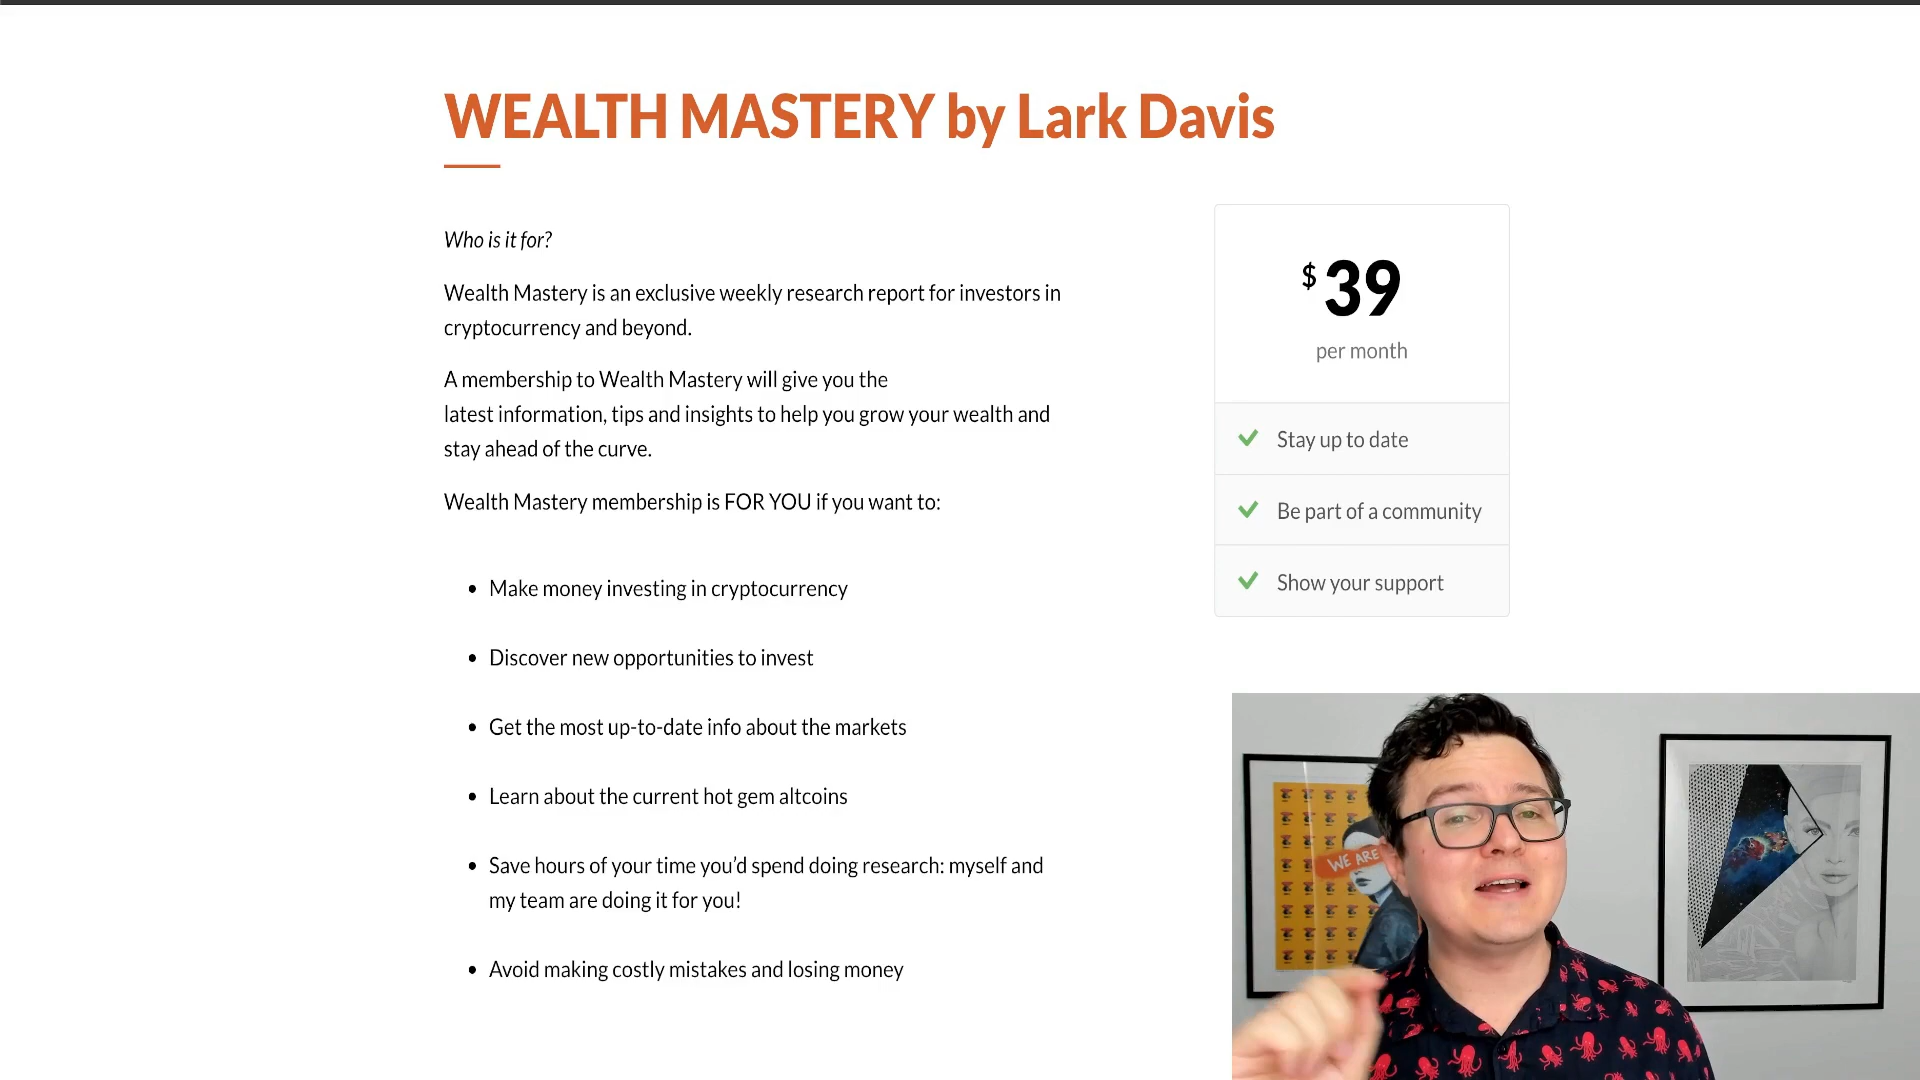 WEALTH MASTERY by Lark Davis
Who is it for?
Wealth Mastery is an exclusive weekly research report for investors in
cryptocurrency and beyond.
A membership to Wealth Mastery will give you the
latest information, tips and insights to help you grow your wealth and
stay ahead of the curve.
Wealth Mastery membership is FOR YOU if you want to:
• Make money investing in cryptocurrency
• Discover new opportunities to invest
• Get the most up-to-date info about the markets
• Learn about the current hot gem altcoins
• Save hours of your time you’d spend doing research: myself and
my team are doing it for you!
• Avoid making costly mistakes and losing money
$39
per month
Stay up to date
Be part of a community
Show your support
WE ARE